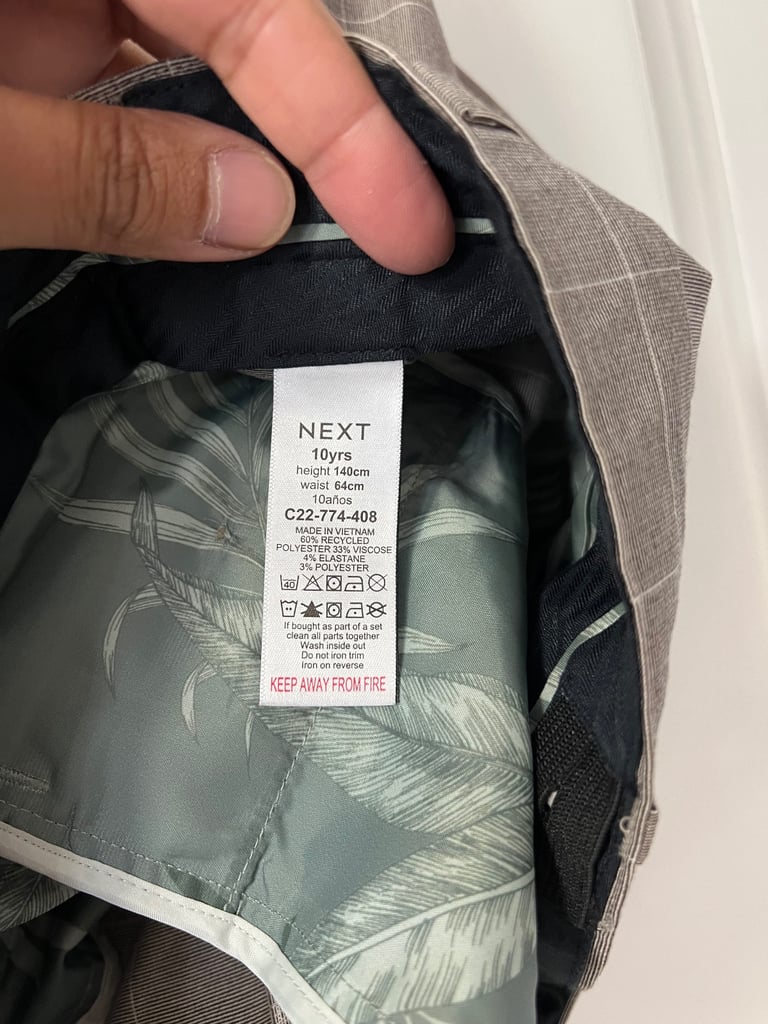 NEXT
10yrs
height 140cm
waist 64cm
10años
C22-774-408
MADE IN VIETNAM
60% RECYCLED
POLYESTER 33% VISCOSE
4% ELASTANE
3% POLYESTER
40
If bought as part of a set
clean all parts together
Wash inside out
Do not iron trim
Iron on reverse
KEEP AWAY FROM FIRE